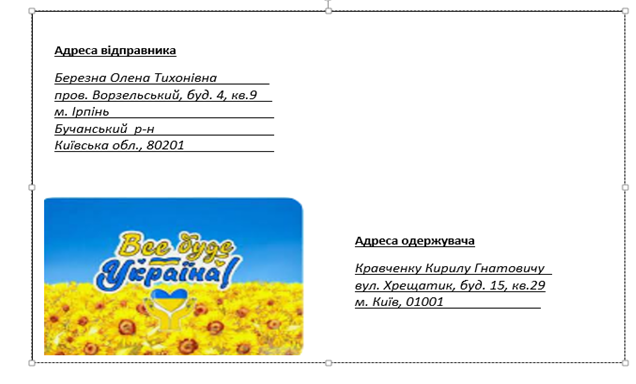 Адреса відправника
Березна Олена Тихонівна
пров. Ворзельський, буд. 4, кв.9
м. Ірпінь
Бучанський р-н
Київська обл., 80201
Все буде
Україна!
Адреса одержувача
Кравченку Кирилу Гнатовичу
вул. Хрещатик, буд. 15, кв.29
м. Київ, 01001